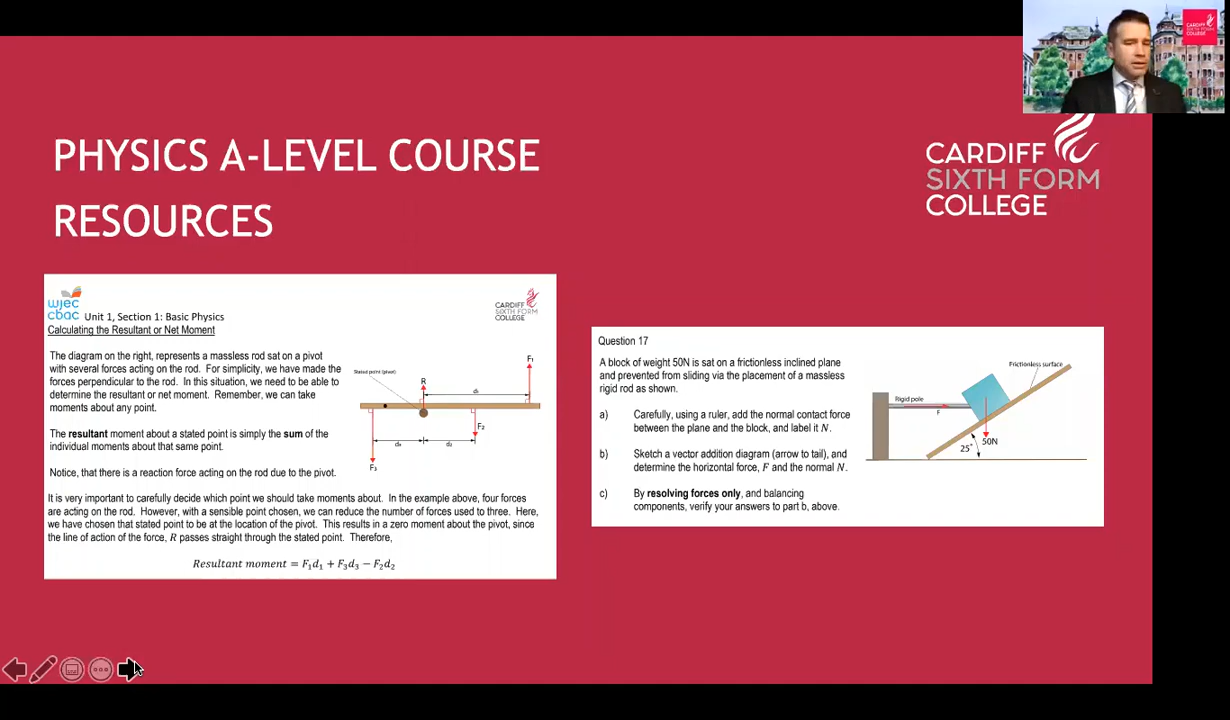 CARDIFF
SIXTH FORM
COLLEGE
PHYSICS A-LEVEL COURSE
RESOURCES
CARDIFF
SIXTH FORM
COLLEGE
wjec
cbac
Unit 1, Section 1: Basic Physics
CARDIFF
SIXTH FORM
COLLEGE
Calculating the Resultant or Net Moment
The diagram on the right, represents a massless rod sat on a pivot
with several forces acting on the rod. For simplicity, we have made the
forces perpendicular to the rod. In this situation, we need to be able to
determine the resultant or net moment. Remember, we can take
moments about any point.
The resultant moment about a stated point is simply the sum of the
individual moments about that same point.
Notice, that there is a reaction force acting on the rod due to the pivot.
Stated point (pivot)
R
F₁
d₁
F₂
d₂
F₃
It is very important to carefully decide which point we should take moments about. In the example above, four forces
are acting on the rod. However, with a sensible point chosen, we can reduce the number of forces used to three. Here,
we have chosen that stated point to be at the location of the pivot. This results in a zero moment about the pivot, since
the line of action of the force, R passes straight through the stated point. Therefore,
Resultant moment = F₁d₁ + F₃d₃ − F₂d₂
Question 17
A block of weight 50N is sat on a frictionless inclined plane
and prevented from sliding via the placement of a massless
rigid rod as shown.
a) Carefully, using a ruler, add the normal contact force
between the plane and the block, and label it N.
b) Sketch a vector addition diagram (arrow to tail), and
determine the horizontal force, F and the normal N.
c) By resolving forces only, and balancing
components, verify your answers to part b, above.
Frictionless surface
Rigid pole
F
50N
25°